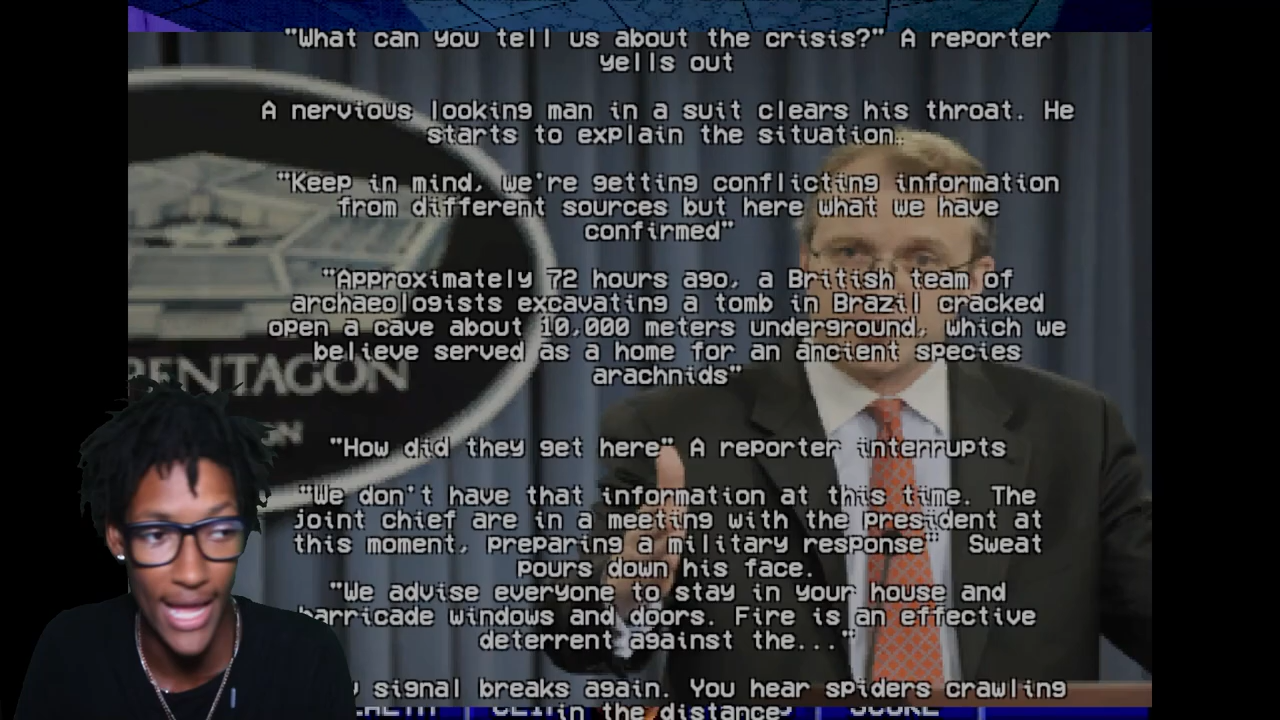 "What can you tell us about the crisis?" A reporter
yells out
A nervious looking man in a suit clears his throat. He
starts to explain the situation.
"Keep in mind, we're getting conflicting information
from different sources but here what we have
confirmed"
"Approximately 72 hours ago, a British team of
archaeologists excavating a tomb in Brazil cracked
open a cave about 10,000 meters underground, which we
believe served as a home for an ancient species
arachnids"
PENTAGON
"How did they get here" A reporter interrupts
"We don't have that information at this time. The
joint chief are in a meeting with the president at
this moment, preparing a military response" Sweat
pours down his face.
"We advise everyone to stay in your house and
barricade windows and doors. Fire is an effective
deterrent against the..."
signal breaks again. You hear spiders crawling
in the distance
SCORE